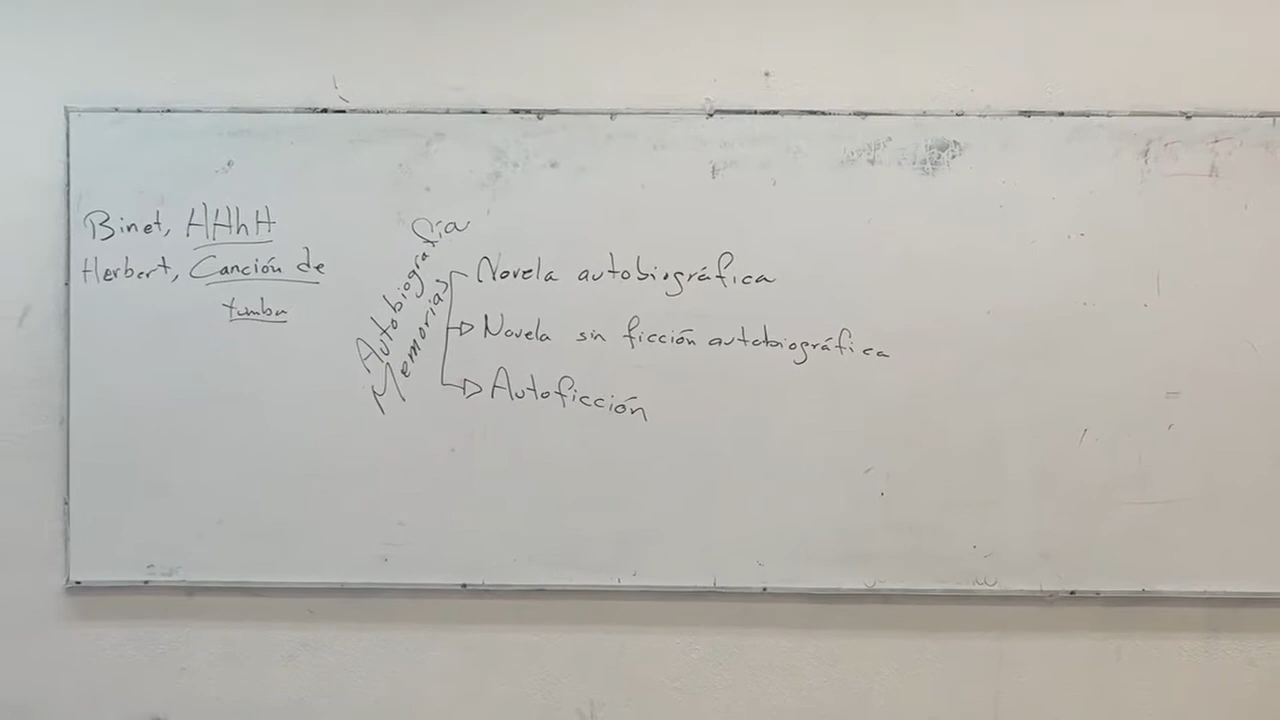 Binet, HHhH
Herbert, Canción de
tumba
Autobiografía
Memorias
Novela autobiográfica
Novela sin ficción autobiográfica
Autoficción